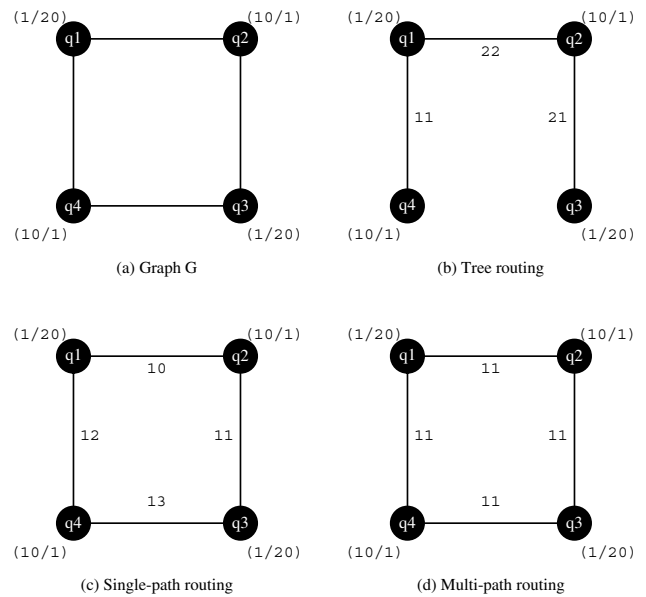 (1/20) (10/1) (1/20) (10/1)
q1 q2 q1 q2
22
11 21
q4 q3 q4 q3
(10/1) (1/20) (10/1) (1/20)
(a) Graph G (b) Tree routing
(1/20) (10/1) (1/20) (10/1)
q1 q2 q1 q2
10 11
12 11 11 11
13 11
q4 q3 q4 q3
(10/1) (1/20) (10/1) (1/20)
(c) Single-path routing (d) Multi-path routing